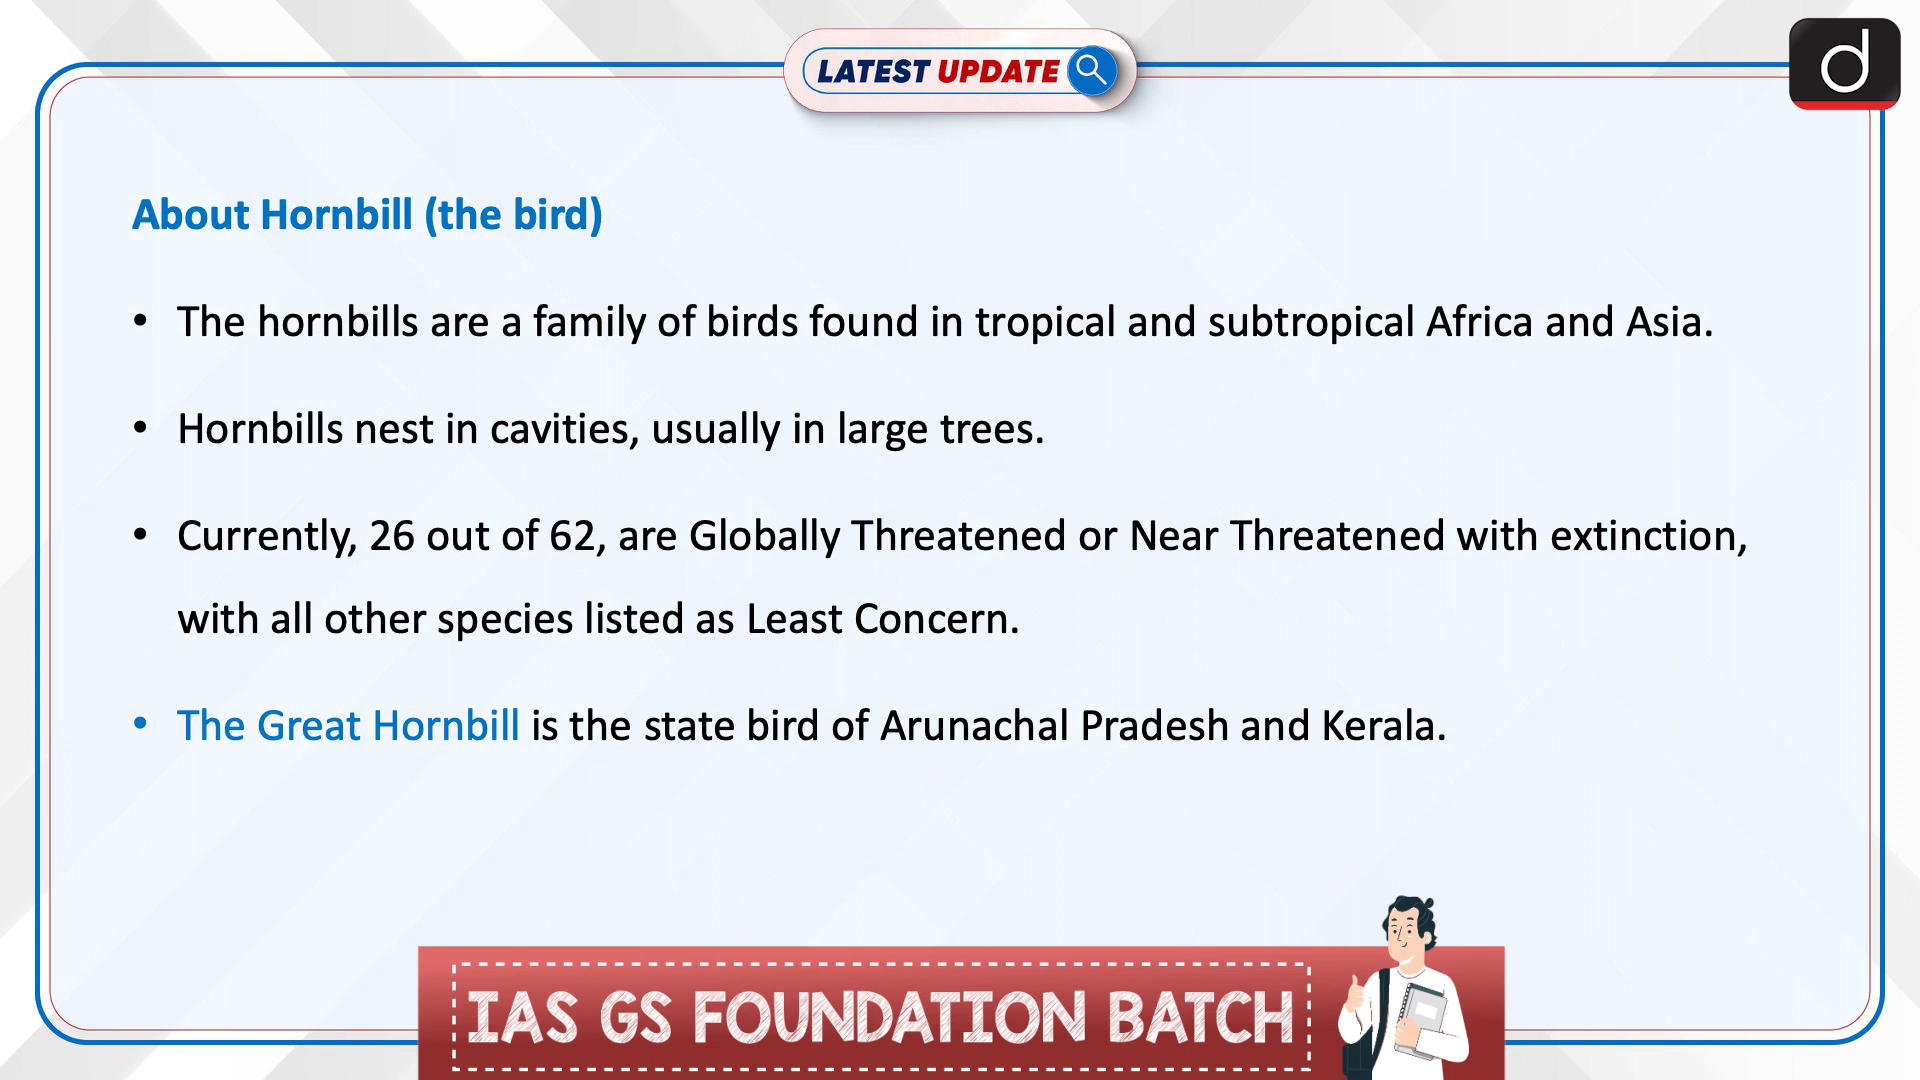 LATEST UPDATE
d
About Hornbill (the bird)
• The hornbills are a family of birds found in tropical and subtropical Africa and Asia.
• Hornbills nest in cavities, usually in large trees.
• Currently, 26 out of 62, are Globally Threatened or Near Threatened with extinction,
with all other species listed as Least Concern.
• The Great Hornbill is the state bird of Arunachal Pradesh and Kerala.
IAS GS FOUNDATION BATCH